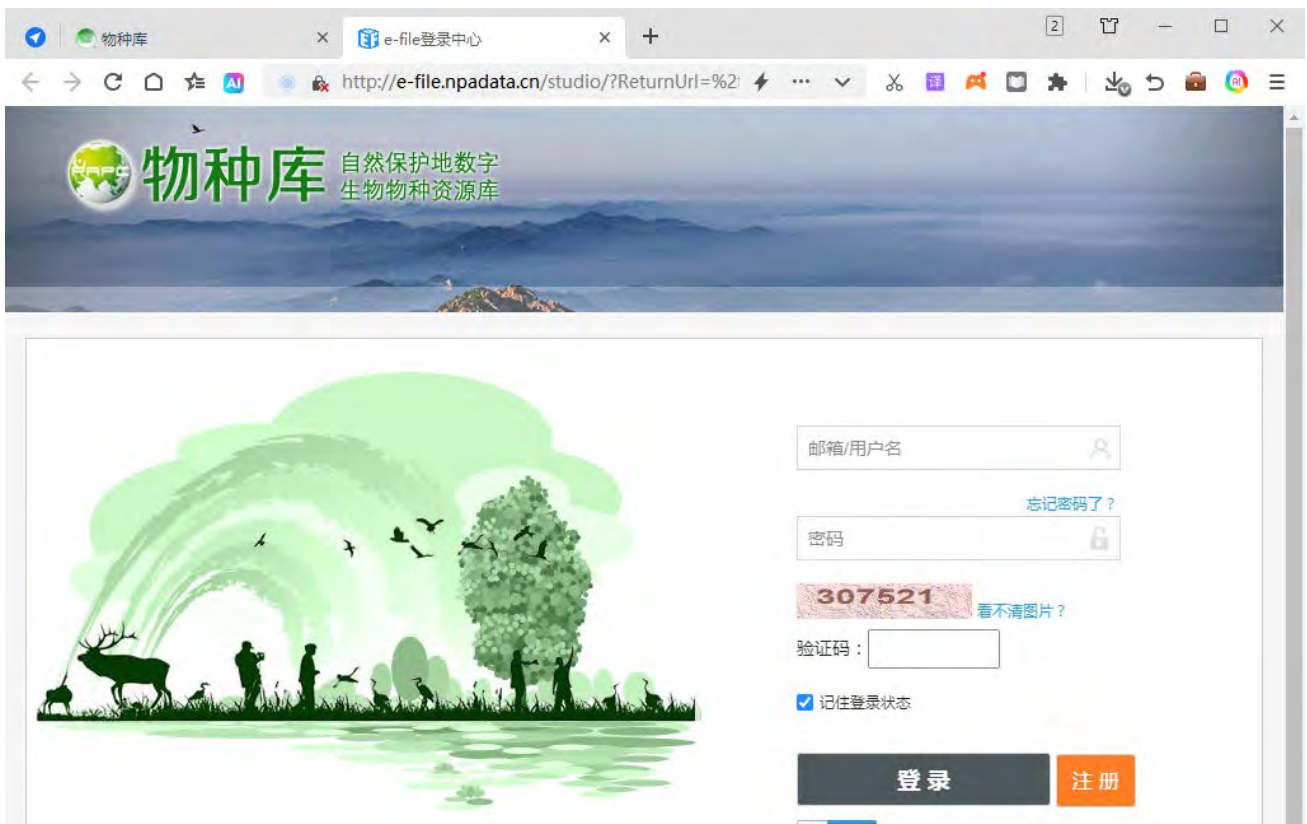 物种库
e-file登录中心
2
AI
http://e-file.npadata.cn/studio/?ReturnUrl=%2
译
物种库
自然保护地数字
生物物种资源库
邮箱/用户名
忘记密码了？
密码
307521
看不清图片？
验证码：
记住登录状态
登录
注册